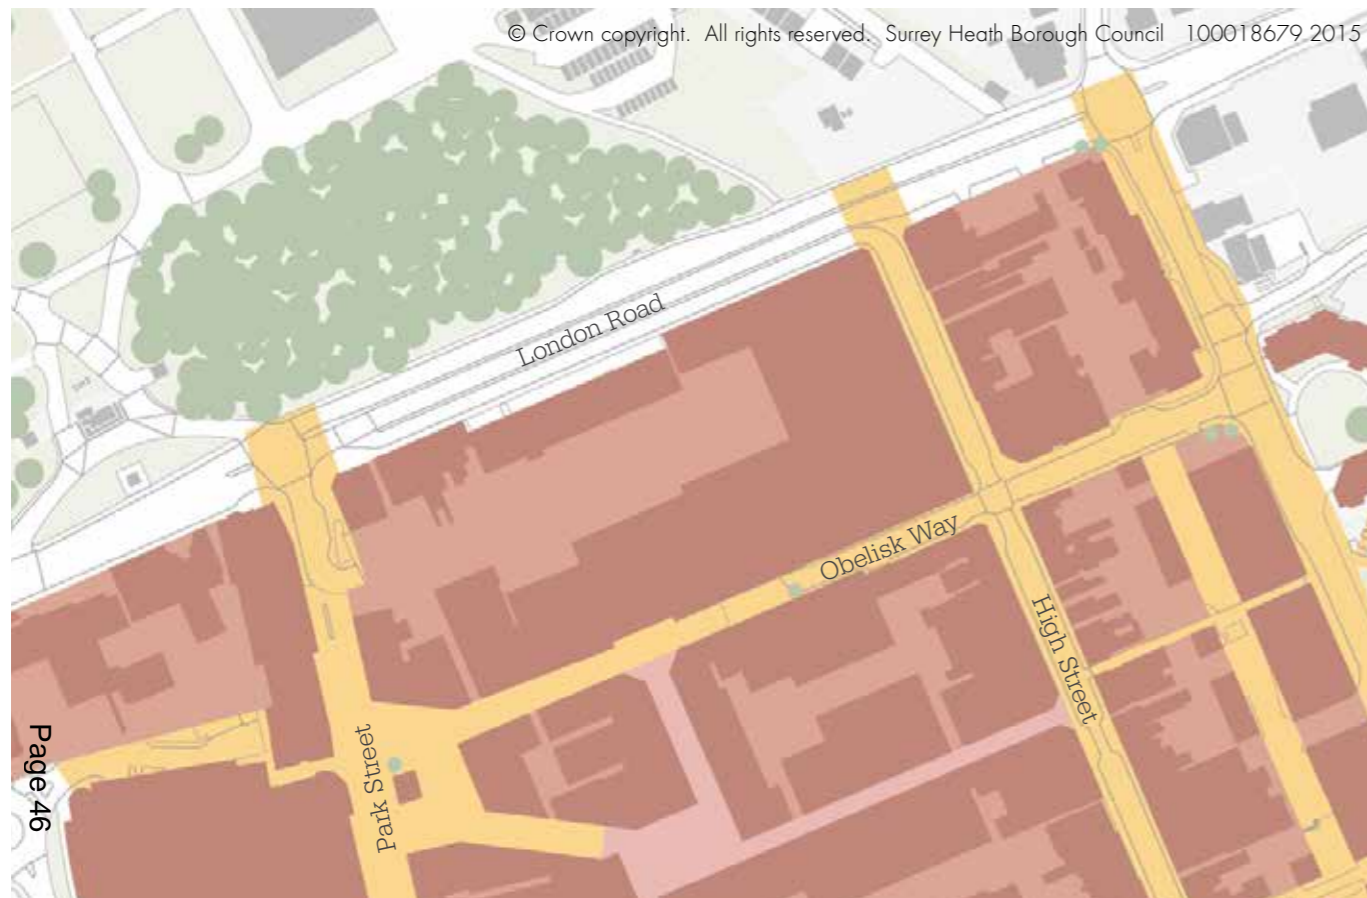 © Crown copyright. All rights reserved. Surrey Heath Borough Council 100018679 2015
London Road
Obelisk Way
High Street
Park Street
Page 46